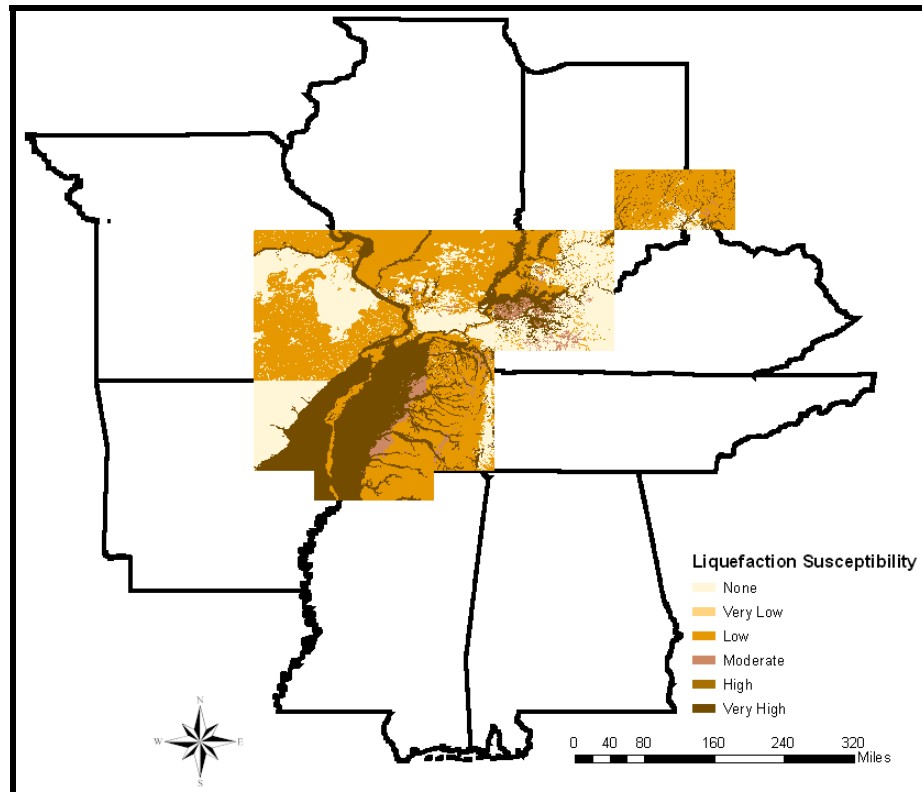 Liquefaction Susceptibility
None
Very Low
Low
Moderate
High
Very High
N
W E
S
0 40 80 160 240 320
Miles